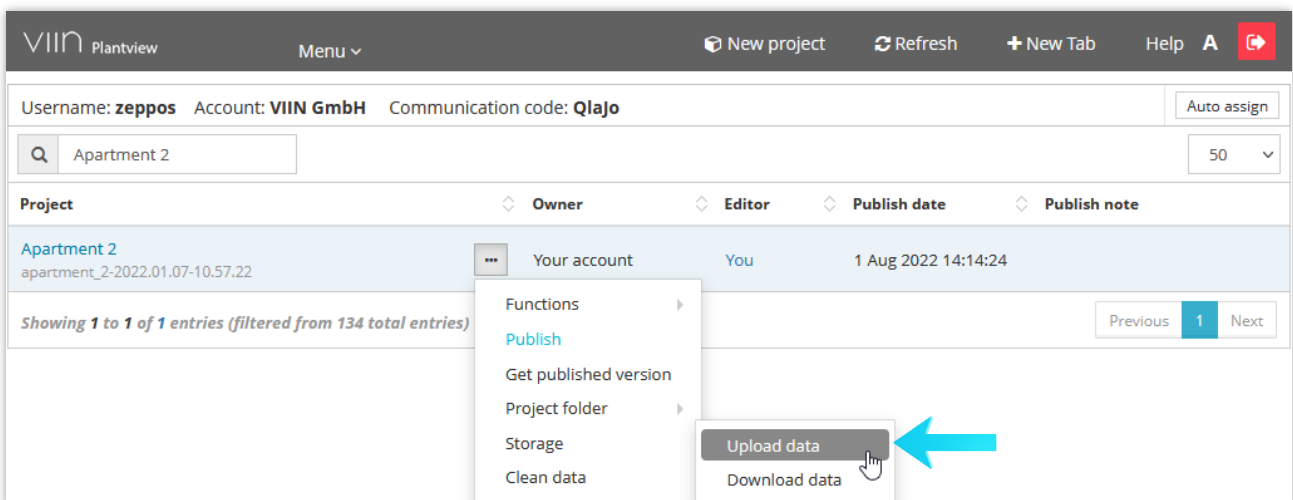 VIIN Plantview Menu New project Refresh New Tab Help A
Username: zeppos Account: VIIN GmbH Communication code: QlaJo Auto assign
Apartment 2 50
Project Owner Editor Publish date Publish note
Apartment 2 ••• Your account You 1 Aug 2022 14:14:24
apartment_2-2022.01.07-10.57.22
Functions
Showing 1 to 1 of 1 entries (filtered from 134 total entries) Previous 1 Next
Publish
Get published version
Project folder
Storage Upload data
Clean data Download data